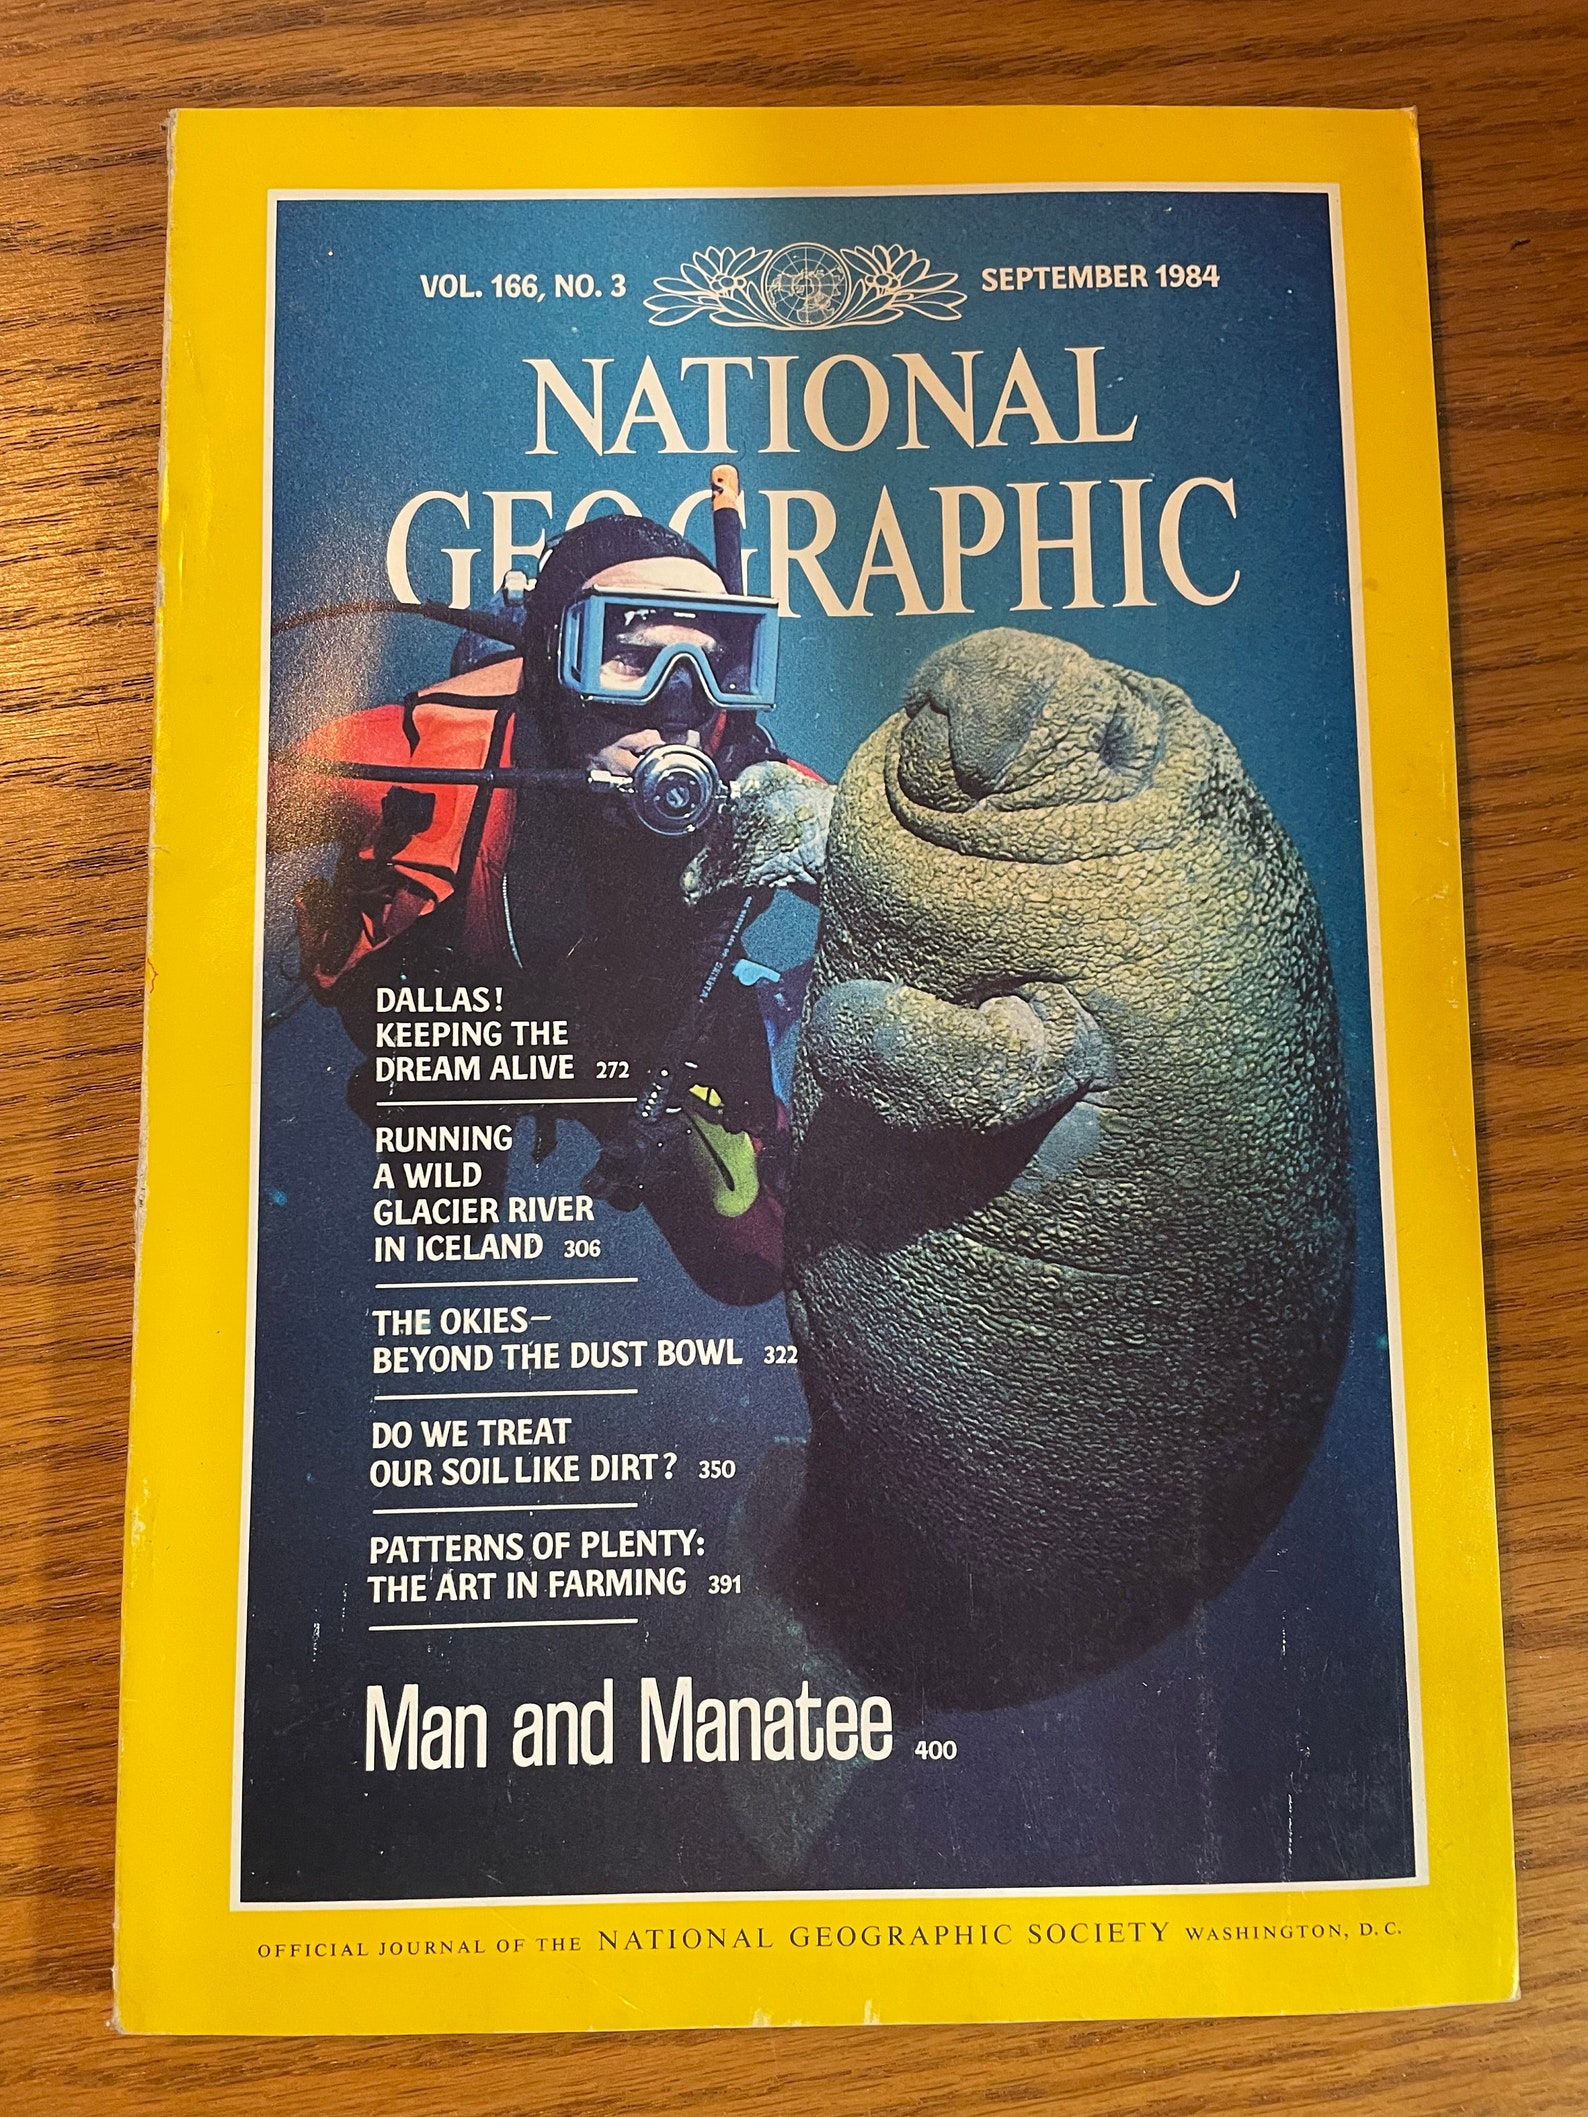 VOL. 166, NO. 3
SEPTEMBER 1984
NATIONAL
GEOGRAPHIC
DALLAS!
KEEPING THE
DREAM ALIVE 272
RUNNING
A WILD
GLACIER RIVER
IN ICELAND 306
THE OKIES—
BEYOND THE DUST BOWL 322
DO WE TREAT
OUR SOIL LIKE DIRT? 350
PATTERNS OF PLENTY:
THE ART IN FARMING 391
Man and Manatee 400
OFFICIAL JOURNAL OF THE NATIONAL GEOGRAPHIC SOCIETY WASHINGTON, D.C.
WARNING